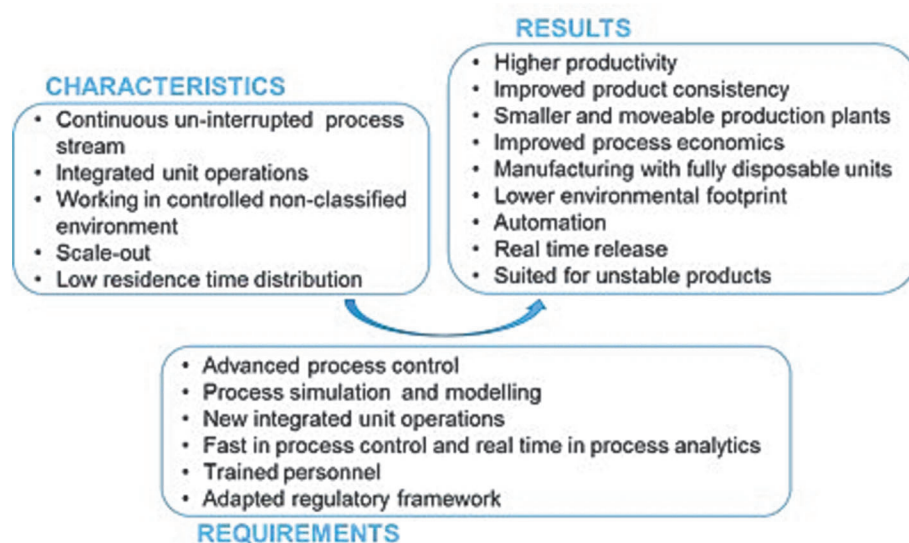 CHARACTERISTICS
• Continuous un-interrupted process
stream
• Integrated unit operations
• Working in controlled non-classified
environment
• Scale-out
• Low residence time distribution
RESULTS
• Higher productivity
• Improved product consistency
• Smaller and moveable production plants
• Improved process economics
• Manufacturing with fully disposable units
• Lower environmental footprint
• Automation
• Real time release
• Suited for unstable products
• Advanced process control
• Process simulation and modelling
• New integrated unit operations
• Fast in process control and real time in process analytics
• Trained personnel
• Adapted regulatory framework
REQUIREMENTS